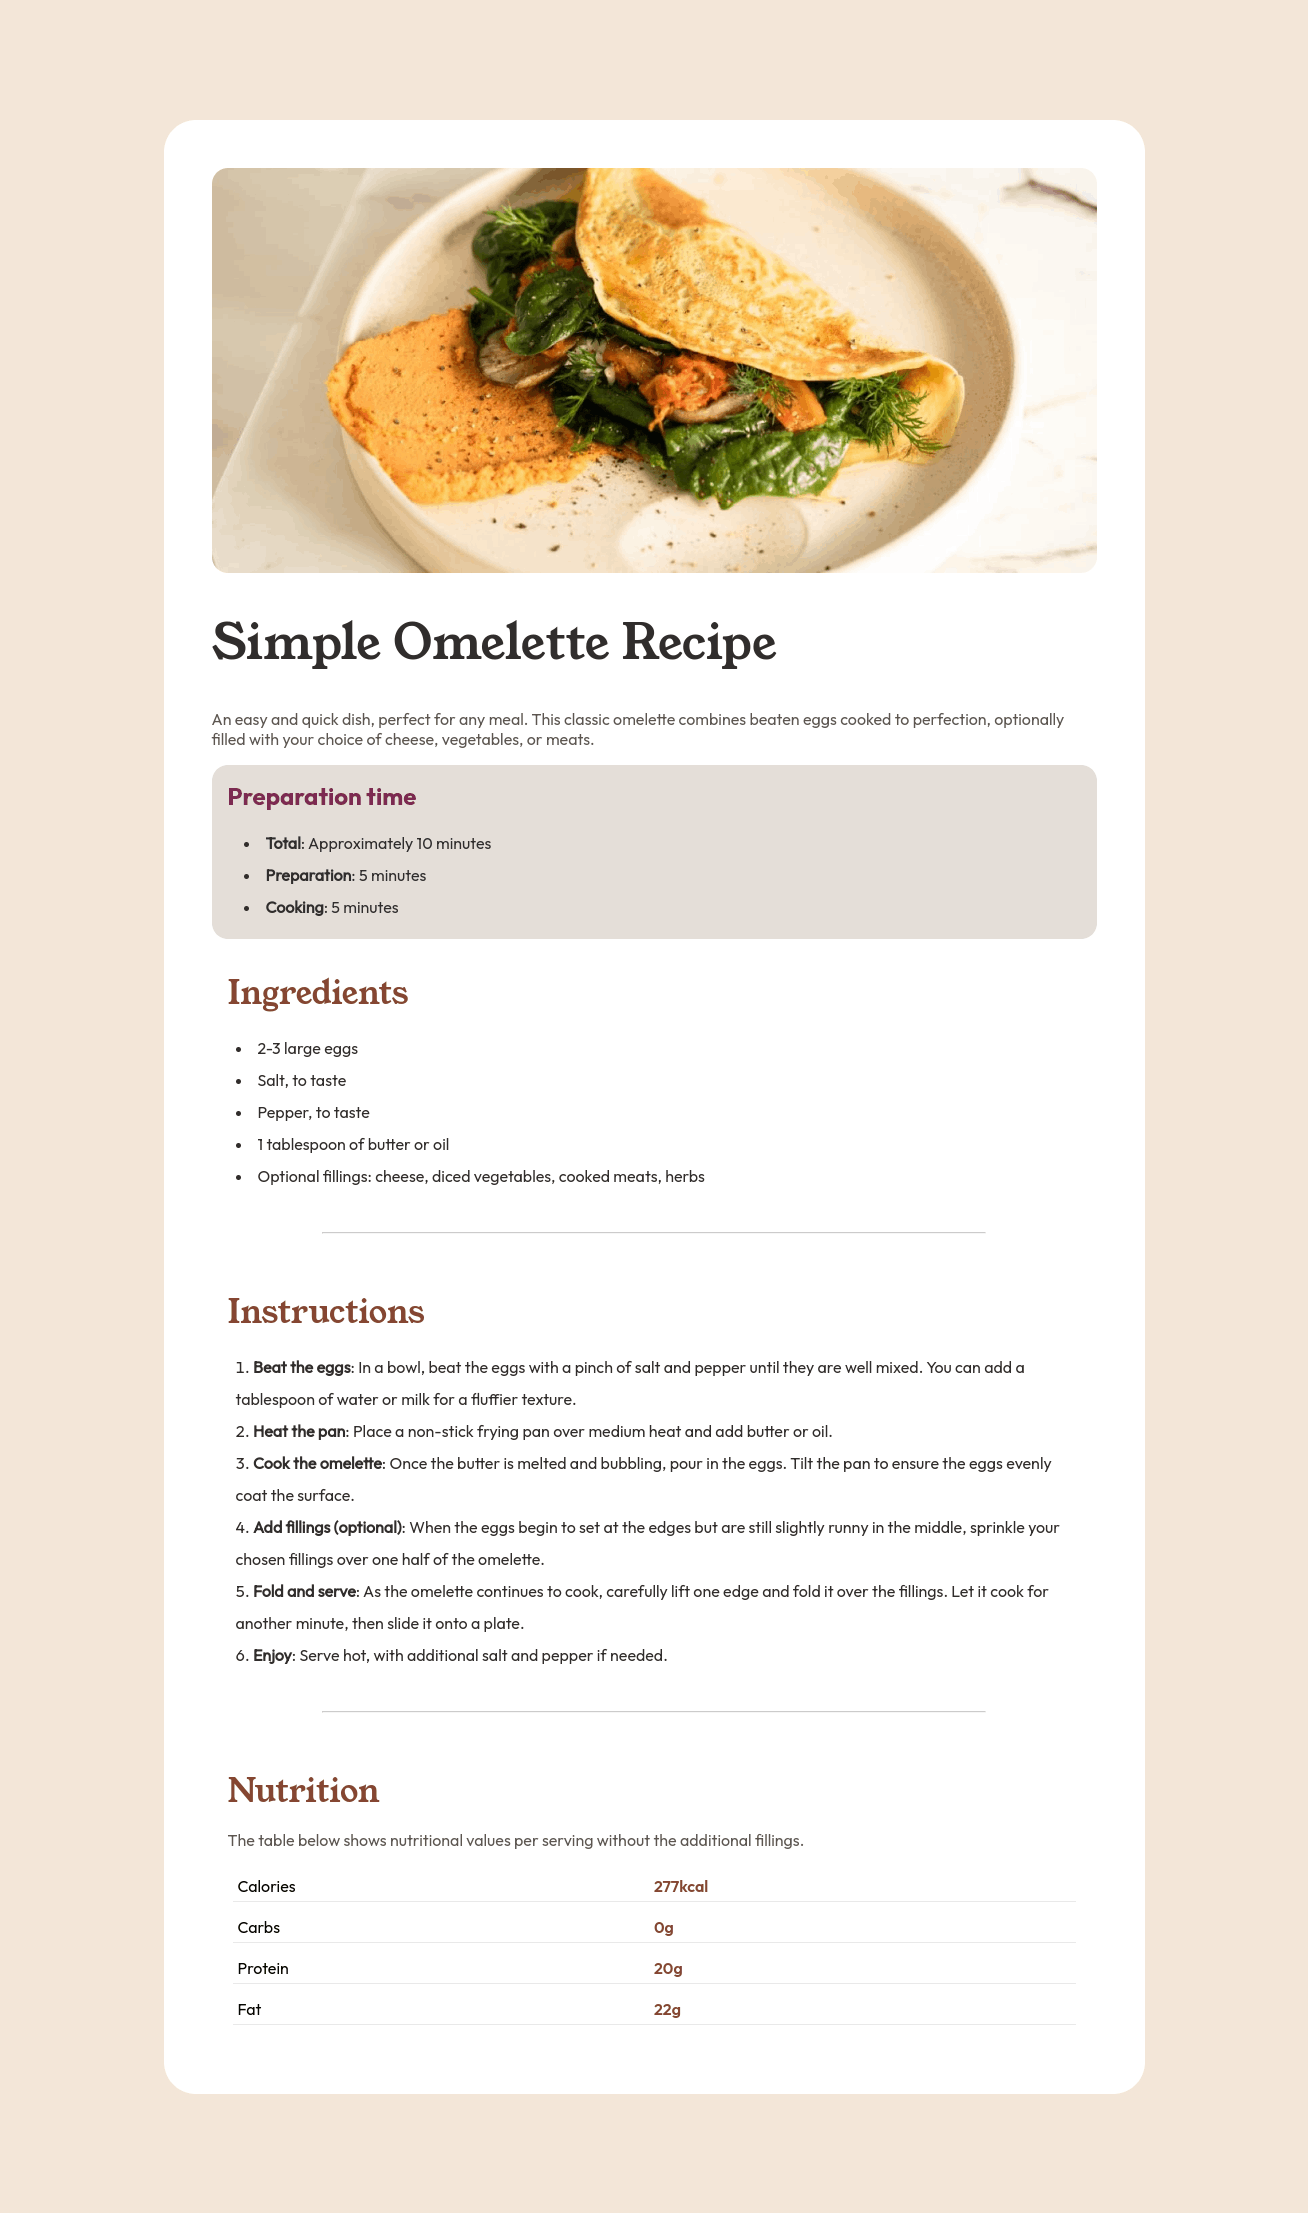 Simple Omelette Recipe
An easy and quick dish, perfect for any meal. This classic omelette combines beaten eggs cooked to perfection, optionally
filled with your choice of cheese, vegetables, or meats.
Preparation time
• Total: Approximately 10 minutes
• Preparation: 5 minutes
• Cooking: 5 minutes
Ingredients
• 2-3 large eggs
• Salt, to taste
• Pepper, to taste
• 1 tablespoon of butter or oil
• Optional fillings: cheese, diced vegetables, cooked meats, herbs
Instructions
1. Beat the eggs: In a bowl, beat the eggs with a pinch of salt and pepper until they are well mixed. You can add a
tablespoon of water or milk for a fluffier texture.
2. Heat the pan: Place a non-stick frying pan over medium heat and add butter or oil.
3. Cook the omelette: Once the butter is melted and bubbling, pour in the eggs. Tilt the pan to ensure the eggs evenly
coat the surface.
4. Add fillings (optional): When the eggs begin to set at the edges but are still slightly runny in the middle, sprinkle your
chosen fillings over one half of the omelette.
5. Fold and serve: As the omelette continues to cook, carefully lift one edge and fold it over the fillings. Let it cook for
another minute, then slide it onto a plate.
6. Enjoy: Serve hot, with additional salt and pepper if needed.
Nutrition
The table below shows nutritional values per serving without the additional fillings.
Calories 277kcal
Carbs 0g
Protein 20g
Fat 22g